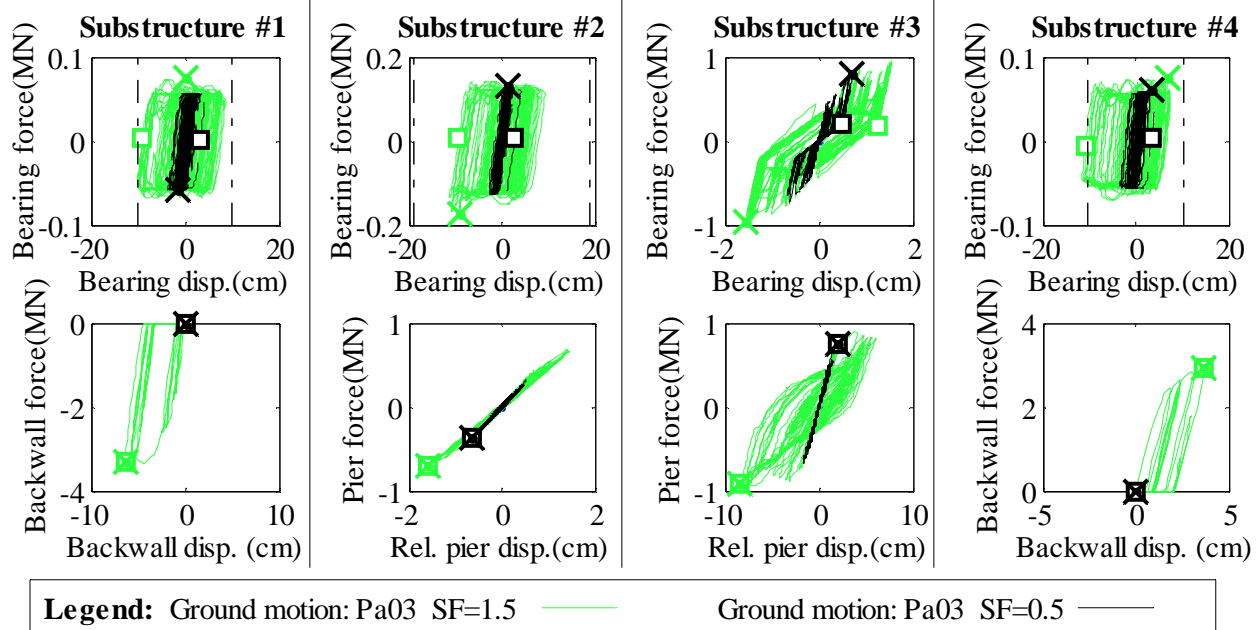 Substructure #1 Substructure #2 Substructure #3 Substructure #4
Bearing force(MN)
0.1
0
-0.1
-20 0 20
Bearing disp.(cm)
Bearing force(MN)
0.2
0
-0.2
-20 0 20
Bearing disp.(cm)
Bearing force(MN)
1
0
-1
-2 0 2
Bearing disp.(cm)
Bearing force(MN)
0.1
0
-0.1
-20 0 20
Bearing disp.(cm)
Backwall force(MN)
0
-2
-4
-10 0 10
Backwall disp. (cm)
Pier force(MN)
1
0
-1
-2 0 2
Rel. pier disp.(cm)
Pier force(MN)
1
0
-1
-10 0 10
Rel. pier disp.(cm)
Backwall force(MN)
4
2
0
-5 0 5
Backwall disp. (cm)
Legend: Ground motion: Pa03 SF=1.5 Ground motion: Pa03 SF=0.5